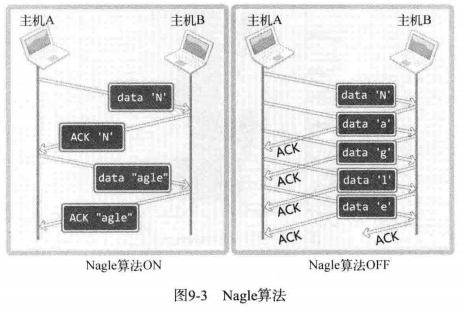 主机A
主机B
data 'N'
ACK 'N'
data "agle"
ACK "agle"
Nagle算法ON
主机A
主机B
data 'N'
data 'a'
ACK
data 'g'
ACK
data 'l'
ACK
data 'e'
ACK
ACK
Nagle算法OFF
图9-3 Nagle算法